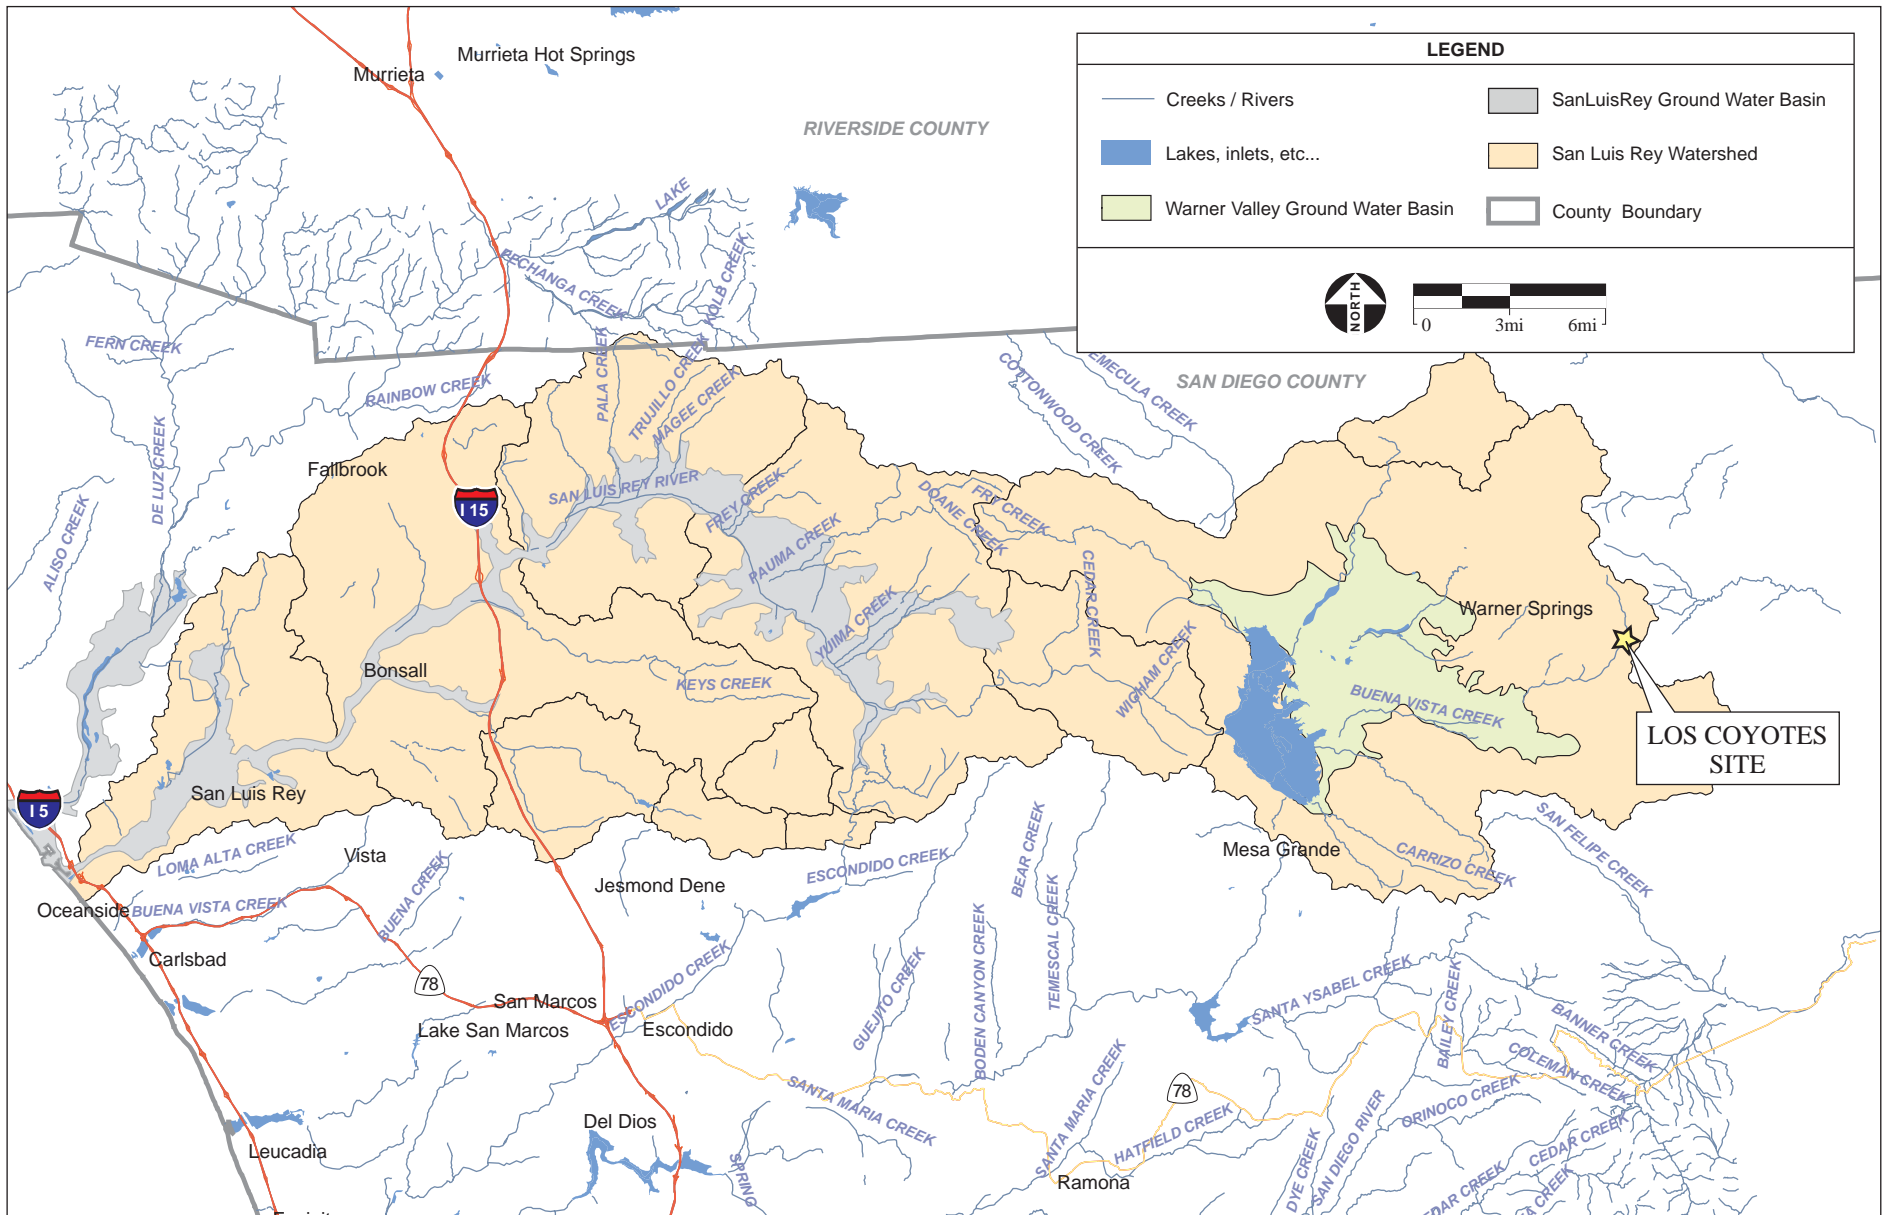 Murrieta Hot Springs
Murrieta
RIVERSIDE COUNTY
LEGEND
Creeks / Rivers
SanLuisRey Ground Water Basin
Lakes, inlets, etc...
San Luis Rey Watershed
Warner Valley Ground Water Basin
County Boundary
NORTH
0 3mi 6mi
LAKE
PECHANGA CREEK
KOLB CREEK
FERN CREEK
RAINBOW CREEK
PALA CREEK
TRUJILLO CREEK
MAGEE CREEK
COTTONWOOD CREEK
EMECULA CREEK
SAN DIEGO COUNTY
DE LUZ CREEK
ALISO CREEK
Fallbrook
I 15
SAN LUIS REY RIVER
FREY CREEK
PAUMA CREEK
DOANE CREEK
FRY CREEK
CEDAR CREEK
YUIMA CREEK
WIGHAM CREEK
Warner Springs
Bonsall
KEYS CREEK
BUENA VISTA CREEK
LOS COYOTES
SITE
San Luis Rey
I 5
LOMA ALTA CREEK
Vista
BUENA CREEK
Jesmond Dene
ESCONDIDO CREEK
BEAR CREEK
TEMESCAL CREEK
Mesa Grande
CARRIZO CREEK
SAN FELIPE CREEK
Oceanside
BUENA VISTA CREEK
Carlsbad
78
San Marcos
Lake San Marcos
ESCONDIDO CREEK
Escondido
GUEJITO CREEK
BODEN CANYON CREEK
SANTA YSABEL CREEK
BAILEY CREEK
BANNER CREEK
COLEMAN CREEK
ORINOCO CREEK
CEDAR CREEK
SANTA MARIA CREEK
SANTA MARIA CREEK
78
HATFIELD CREEK
Ramona
DYE CREEK
SAN DIEGO RIVER
EDAR CREEK
CREEK
Del Dios
SPRING
Leucadia